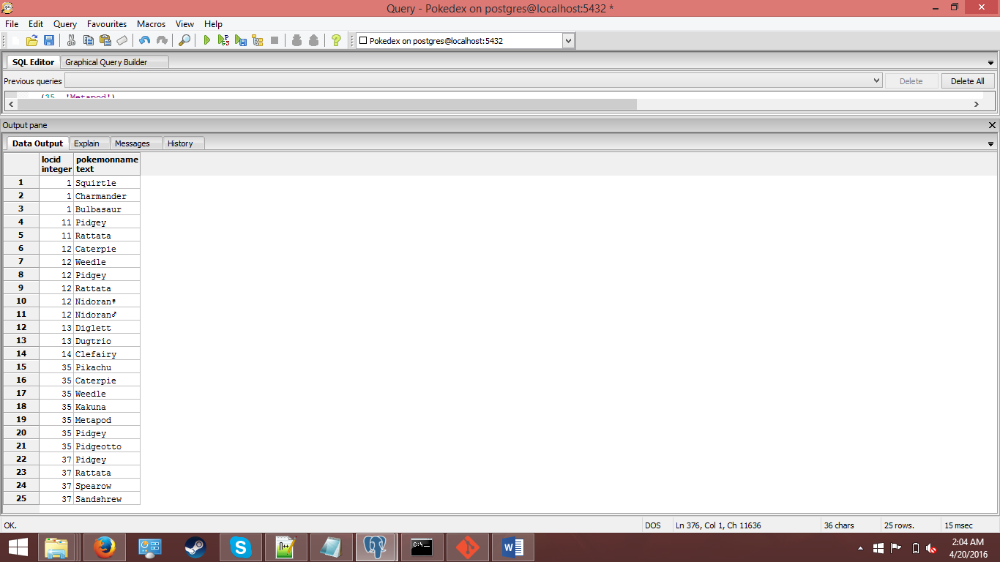 Query - Pokedex on postgres@localhost:5432 *
File Edit Query Favourites Macros View Help
Pokedex on postgres@localhost:5432
SQL Editor Graphical Query Builder
Previous queries Delete Delete All
(35, 'Metapod')
Output pane
Data Output Explain Messages History
locid pokemonname
integer text
1 1 Squirtle
2 1 Charmander
3 1 Bulbasaur
4 11 Pidgey
5 11 Rattata
6 12 Caterpie
7 12 Weedle
8 12 Pidgey
9 12 Rattata
10 12 Nidoran♀
11 12 Nidoran♂
12 13 Diglett
13 13 Dugtrio
14 14 Clefairy
15 35 Pikachu
16 35 Caterpie
17 35 Weedle
18 35 Kakuna
19 35 Metapod
20 35 Pidgey
21 35 Pidgeotto
22 37 Pidgey
23 37 Rattata
24 37 Spearow
25 37 Sandshrew
OK. DOS Ln 376, Col 1, Ch 11636 36 chars 25 rows. 15 msec
2:04 AM
4/20/2016